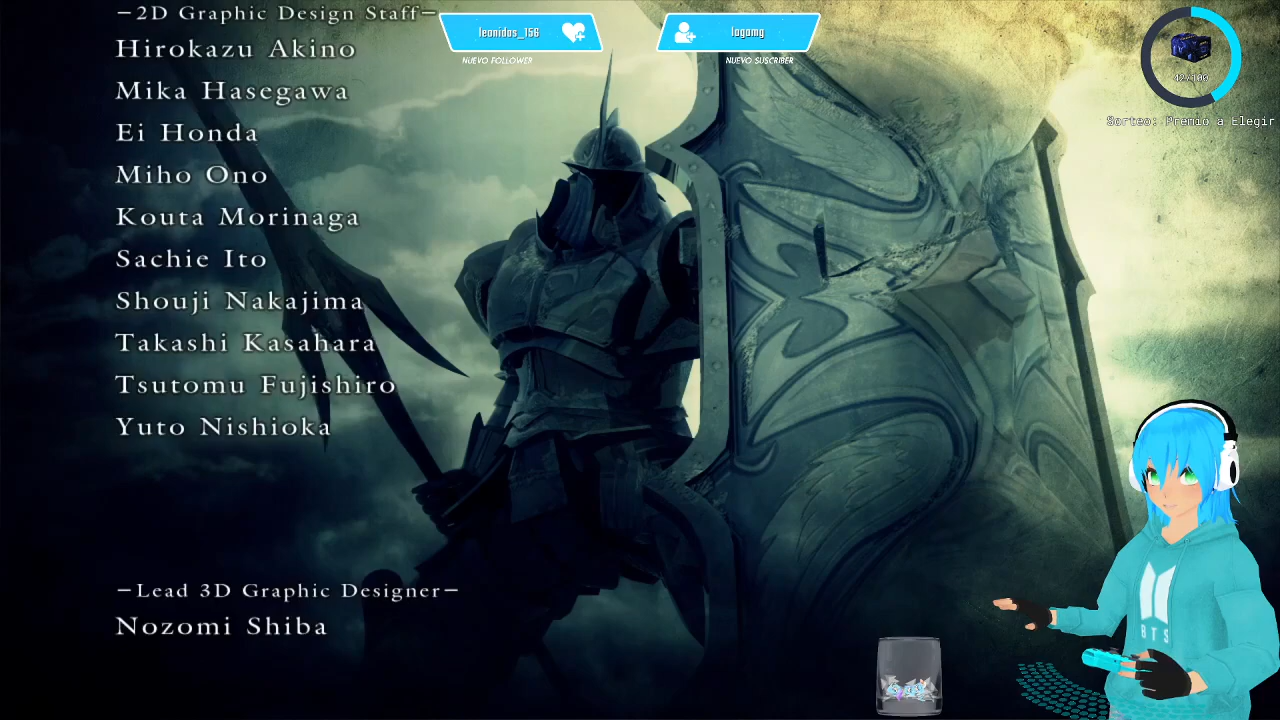 —2D Graphic Design Staff—
Hirokazu Akino
Mika Hasegawa
Ei Honda
Miho Ono
Kouta Morinaga
Sachie Ito
Shouji Nakajima
Takashi Kasahara
Tsutomu Fujishiro
Yuto Nishioka
—Lead 3D Graphic Designer—
Nozomi Shiba
leonidas_156
NUEVO FOLLOWER
lagamg
NUEVO SUSCRIBER
42/100
Sorteo: Premio a Elegir
BTS